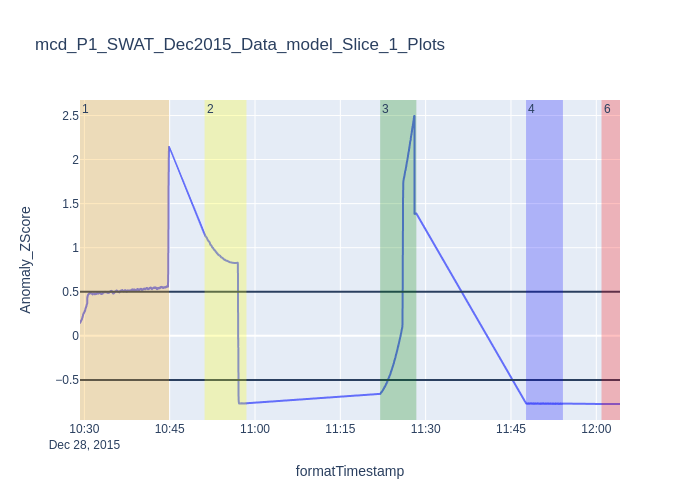 mcd_P1_SWAT_Dec2015_Data_model_Slice_1_Plots
1
2
3
4
6
2.5
2
1.5
1
0.5
0
−0.5
Anomaly_ZScore
10:30 10:45 11:00 11:15 11:30 11:45 12:00
Dec 28, 2015
formatTimestamp